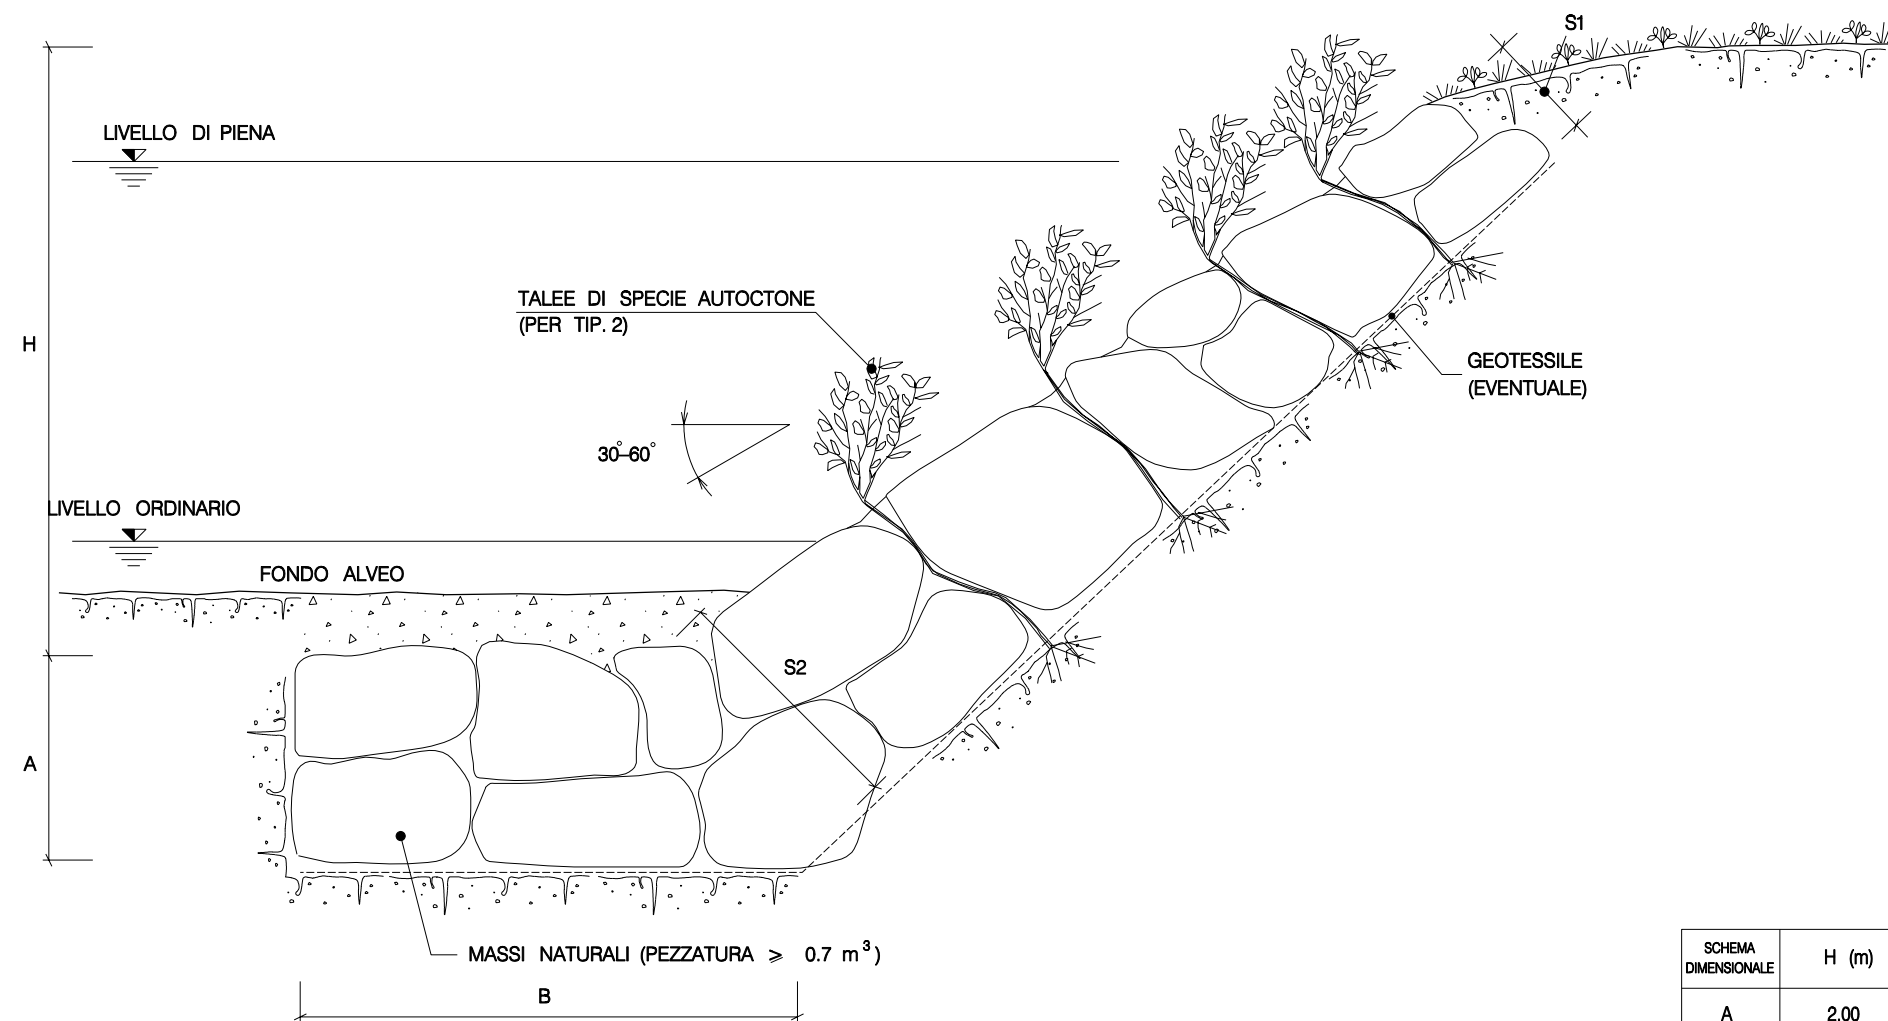 S1
LIVELLO DI PIENA
TALEE DI SPECIE AUTOCTONE
(PER TIP. 2)
H
GEOTESSILE
(EVENTUALE)
30°-60°
LIVELLO ORDINARIO
FONDO ALVEO
S2
A
MASSI NATURALI (PEZZATURA ≥ 0.7 m³)
B
SCHEMA
DIMENSIONALE
H (m)
A
2.00